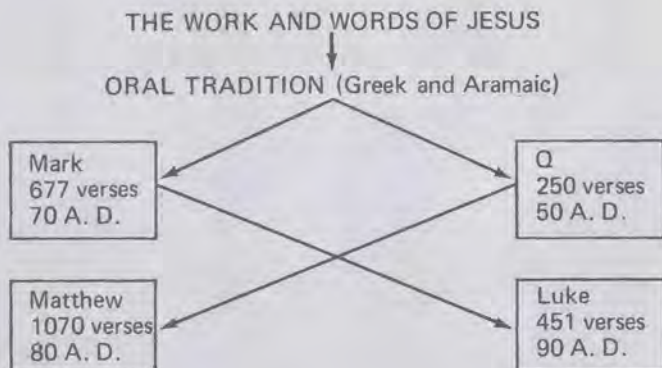 THE WORK AND WORDS OF JESUS
ORAL TRADITION (Greek and Aramaic)
Mark
677 verses
70 A. D.
Q
250 verses
50 A. D.
Matthew
1070 verses
80 A. D.
Luke
451 verses
90 A. D.